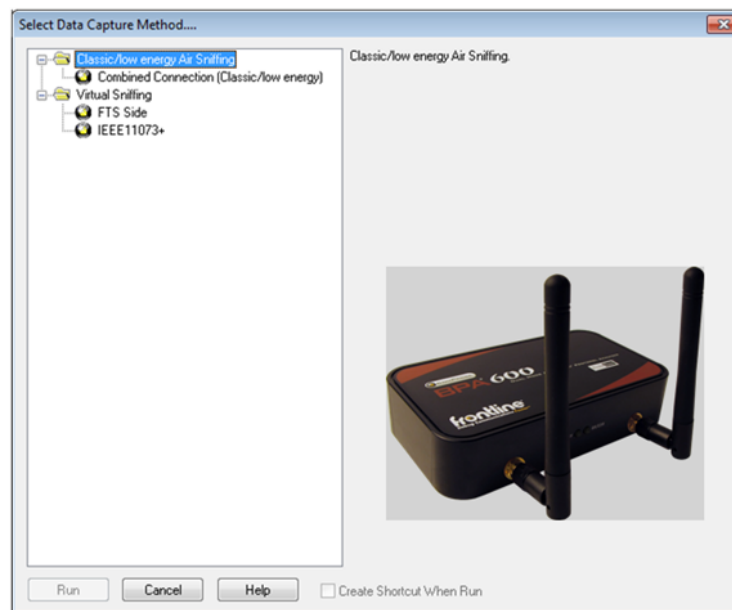 Select Data Capture Method....
Classic/low energy Air Sniffing
Combined Connection (Classic/low energy)
Virtual Sniffing
FTS Side
IEEE11073+
Classic/low energy Air Sniffing.
BPA 600
frontline
Run
Cancel
Help
Create Shortcut When Run